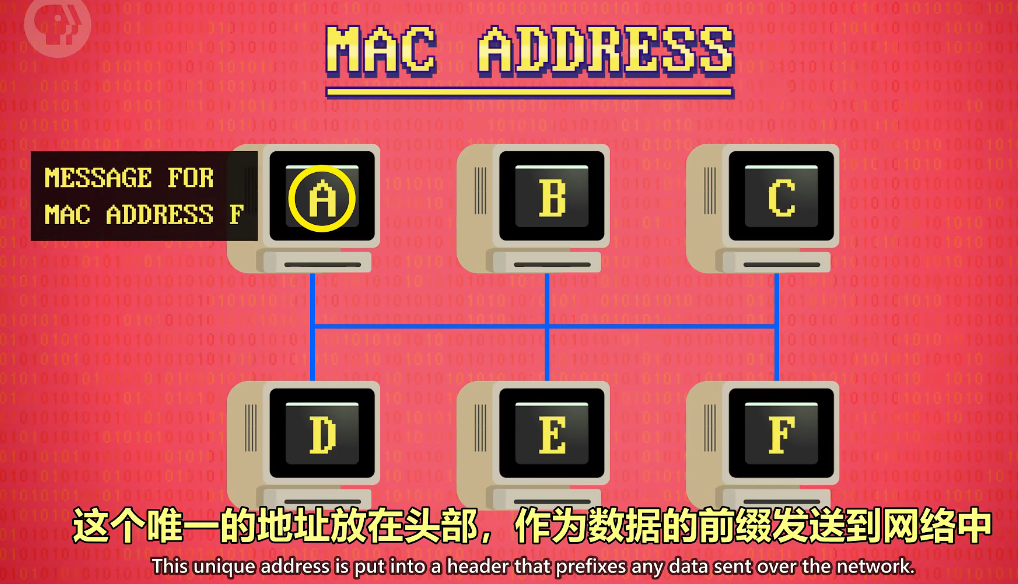 MAC ADDRESS
MESSAGE FOR
MAC ADDRESS F
A
B
C
D
E
F
这个唯一的地址放在头部，作为数据的前缀发送到网络中
This unique address is put into a header that prefixes any data sent over the network.